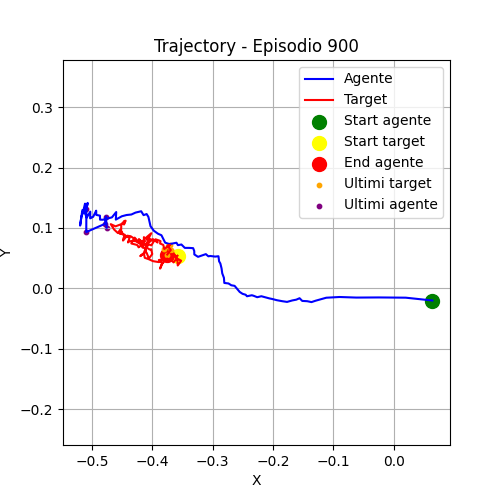 Trajectory - Episodio 900
Agente
Target
Start agente
Start target
End agente
Ultimi target
Ultimi agente
0.3
0.2
0.1
0.0
−0.1
−0.2
Y
−0.5
−0.4
−0.3
−0.2
−0.1
0.0
X